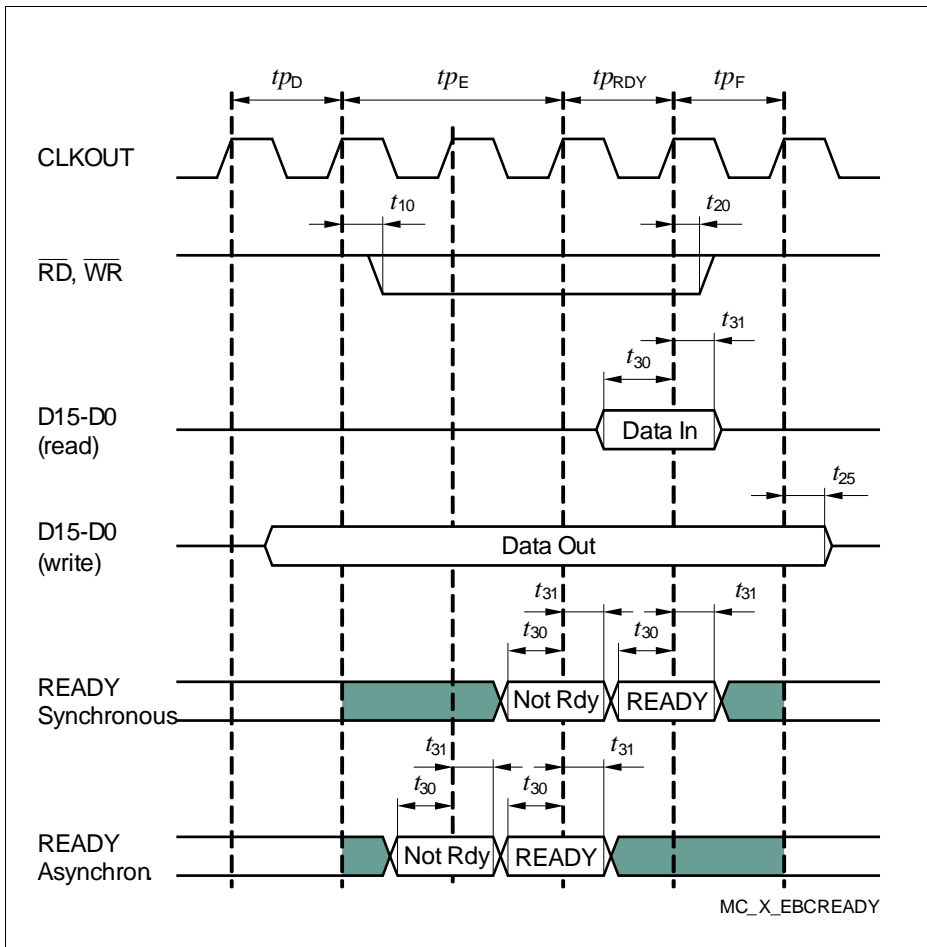 tpD tpE tpRDY tpF
CLKOUT
t10 t20
RD, WR
t31
t30
D15-D0
(read)
Data In
t25
D15-D0
(write)
Data Out
t31 t31
t30 t30
READY
Synchronous
Not Rdy READY
t31 t31
t30 t30
READY
Asynchron.
Not Rdy READY
MC_X_EBCREADY